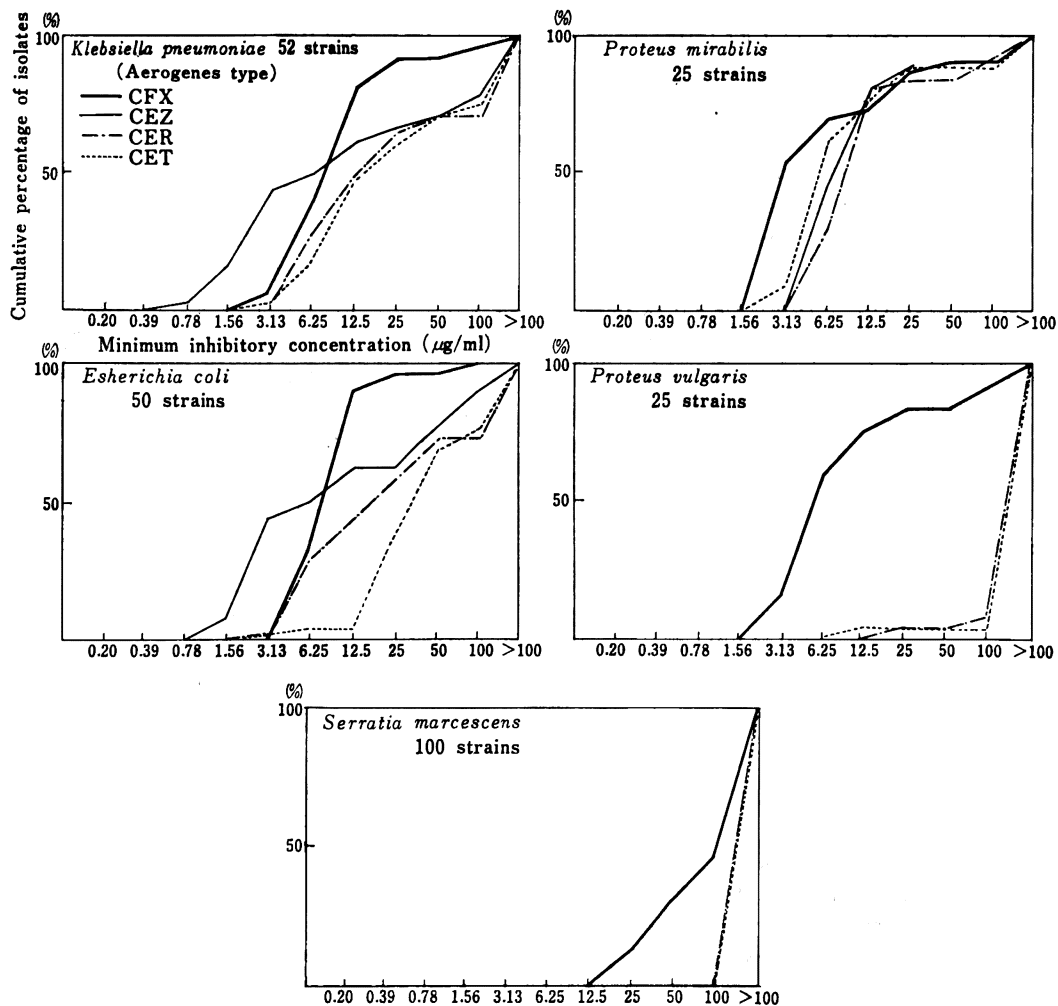 (%)
100
Klebsiella pneumoniae 52 strains
(Aerogenes type)
CFX
CEZ
CER
CET
50
Cumulative percentage of isolates
0.20 0.39 0.78 1.56 3.13 6.25 12.5 25 50 100 >100
Minimum inhibitory concentration (μg/ml)
(%)
100
Proteus mirabilis
25 strains
50
0.20 0.39 0.78 1.56 3.13 6.25 12.5 25 50 100 >100
(%)
100
Esherichia coli
50 strains
50
0.20 0.39 0.78 1.56 3.13 6.25 12.5 25 50 100 >100
(%)
100
Proteus vulgaris
25 strains
50
0.20 0.39 0.78 1.56 3.13 6.25 12.5 25 50 100 >100
(%)
100
Serratia marcescens
100 strains
50
0.20 0.39 0.78 1.56 3.13 6.25 12.5 25 50 100 >100